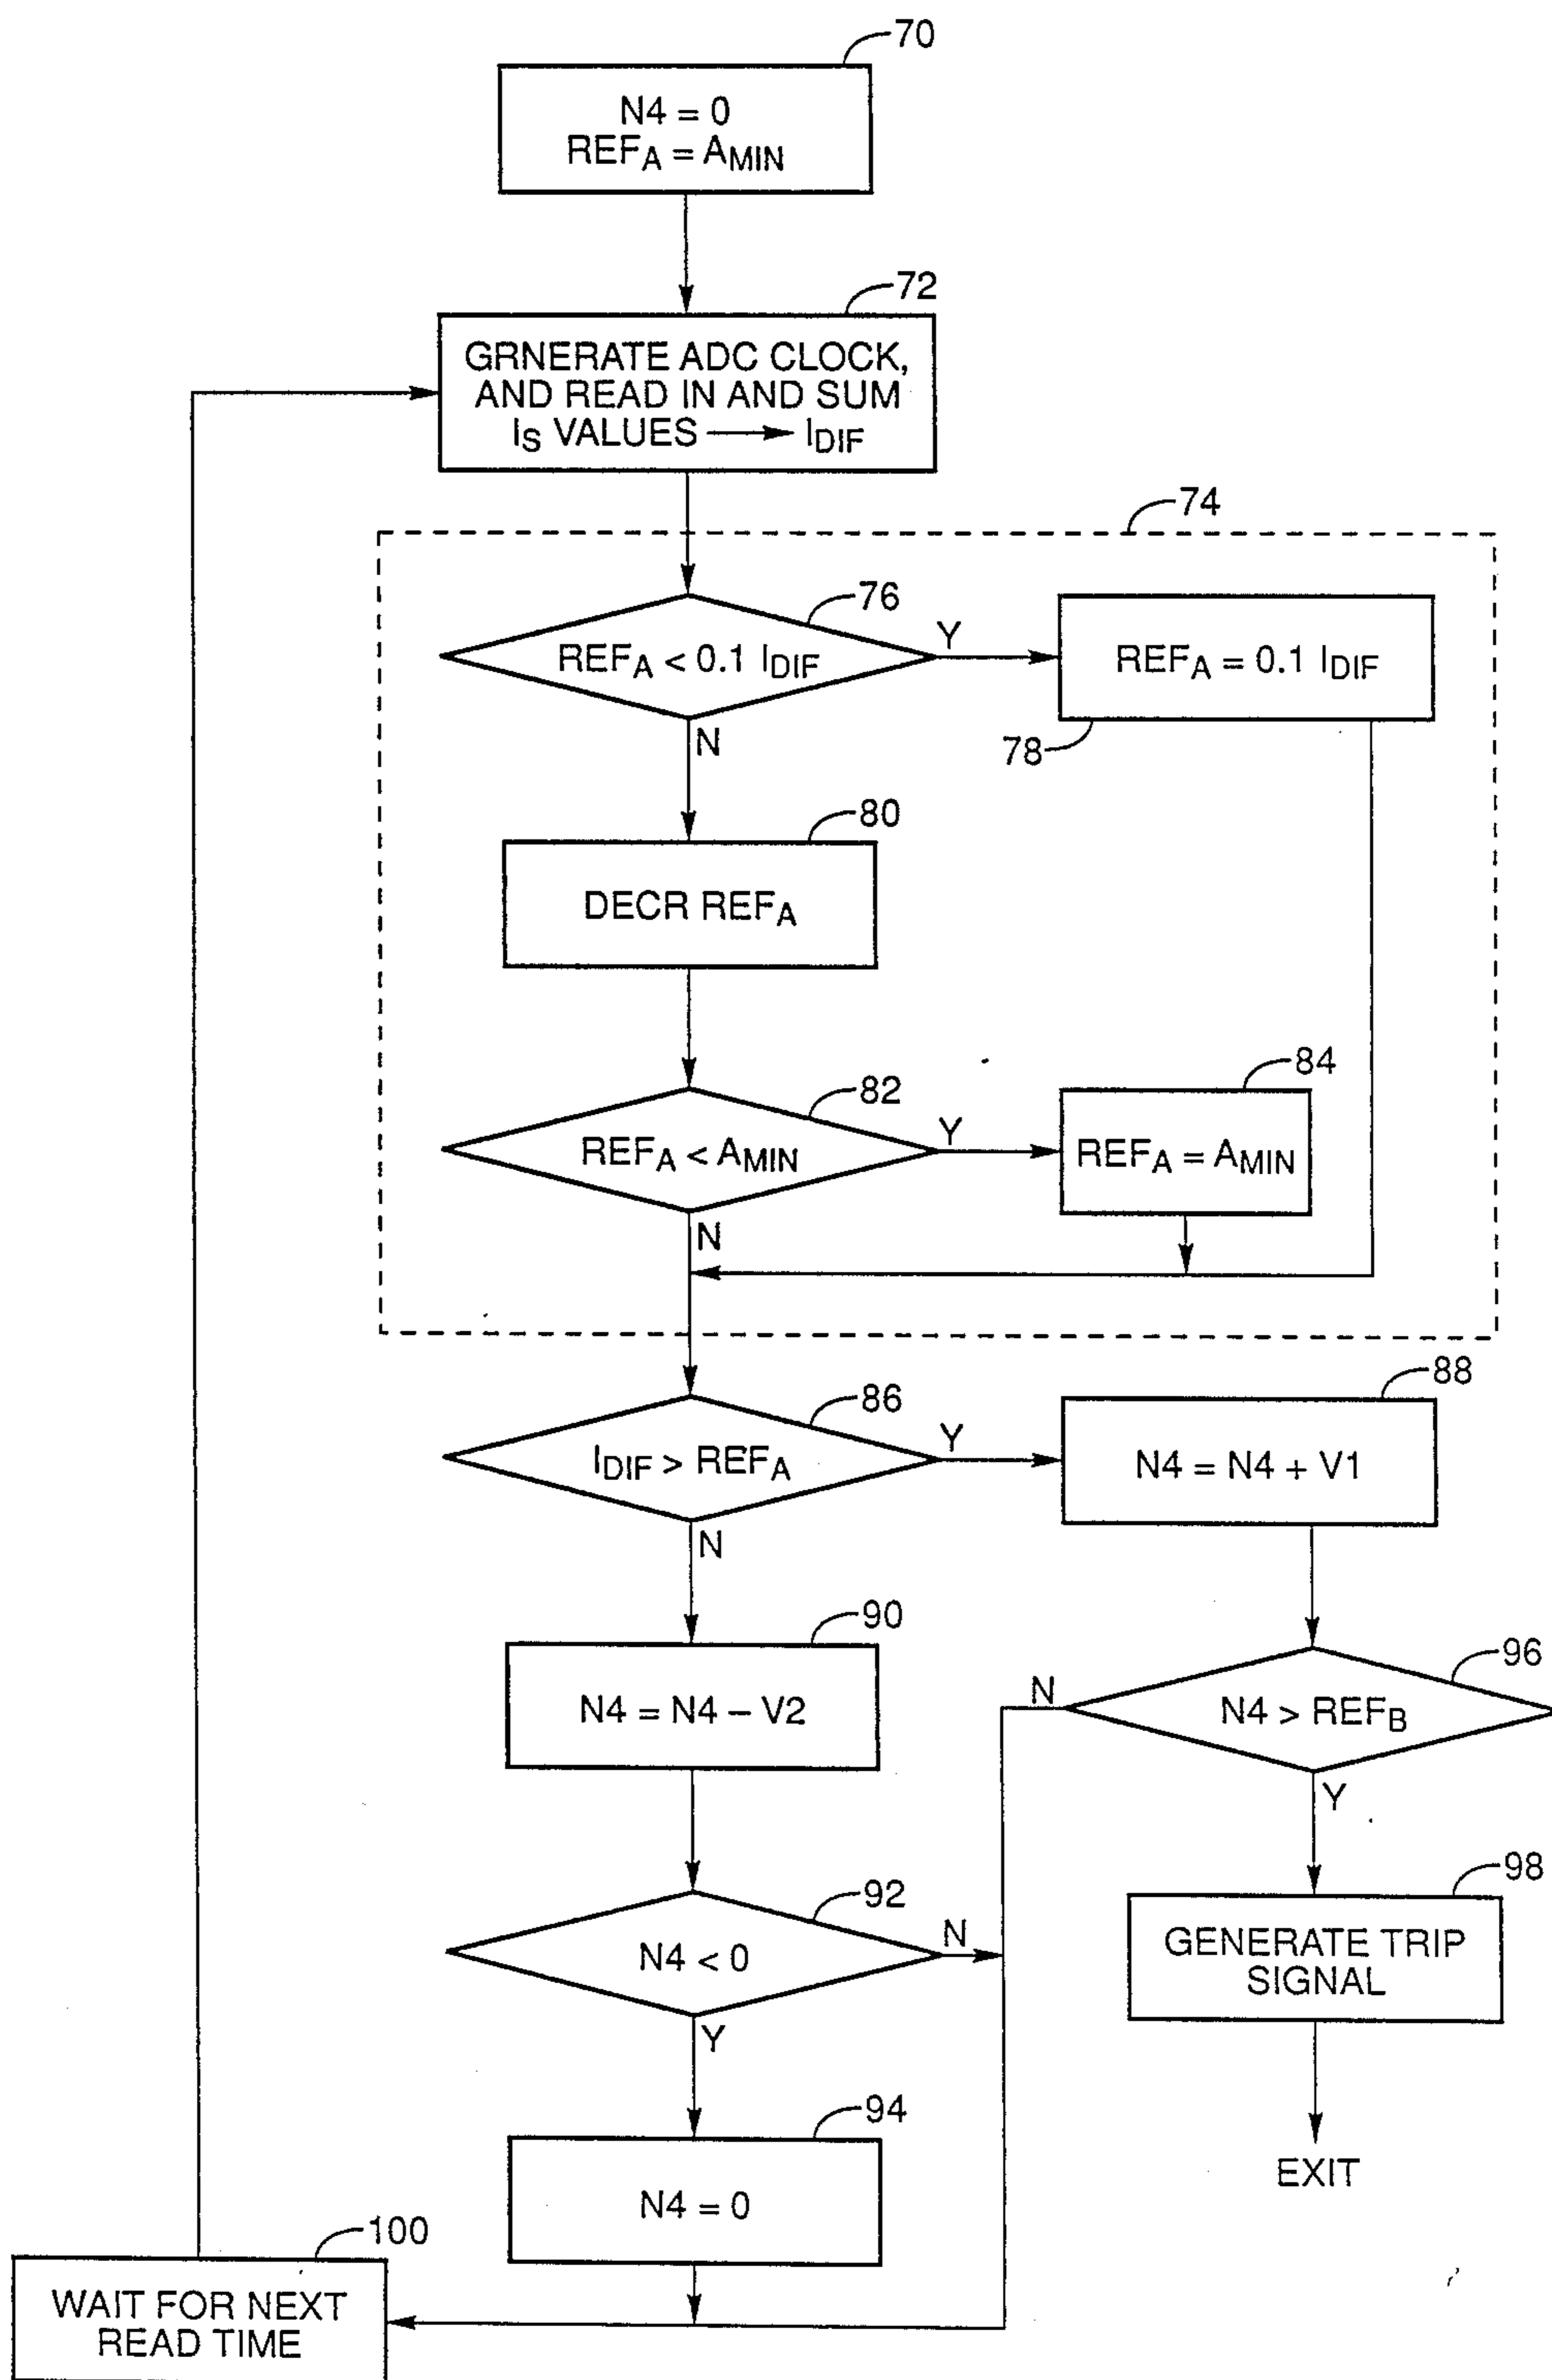 70
N4 = 0
REFA = AMIN
72
GRNERATE ADC CLOCK,
AND READ IN AND SUM
IS VALUES → IDIF
74
76
REFA < 0.1 IDIF
Y
REFA = 0.1 IDIF
78
N
80
DECR REFA
82
84
REFA < AMIN
Y
REFA = AMIN
N
86
88
IDIF > REFA
Y
N4 = N4 + V1
N
90
96
N4 = N4 – V2
N
N4 > REFB
Y
92
98
N4 < 0
N
GENERATE TRIP
SIGNAL
Y
94
N4 = 0
EXIT
100
WAIT FOR NEXT
READ TIME